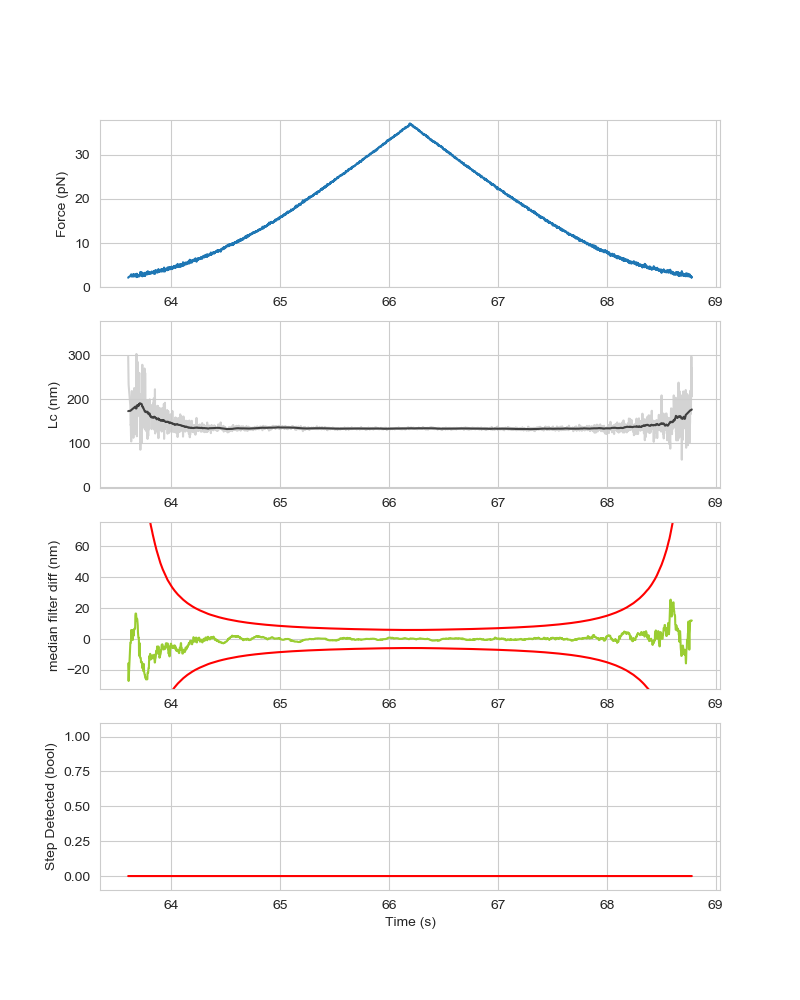 Force (pN)
30
20
10
0
64 65 66 67 68 69
Lc (nm)
300
200
100
0
64 65 66 67 68 69
median filter diff (nm)
60
40
20
0
−20
64 65 66 67 68 69
Step Detected (bool)
1.00
0.75
0.50
0.25
0.00
64 65 66 67 68 69
Time (s)